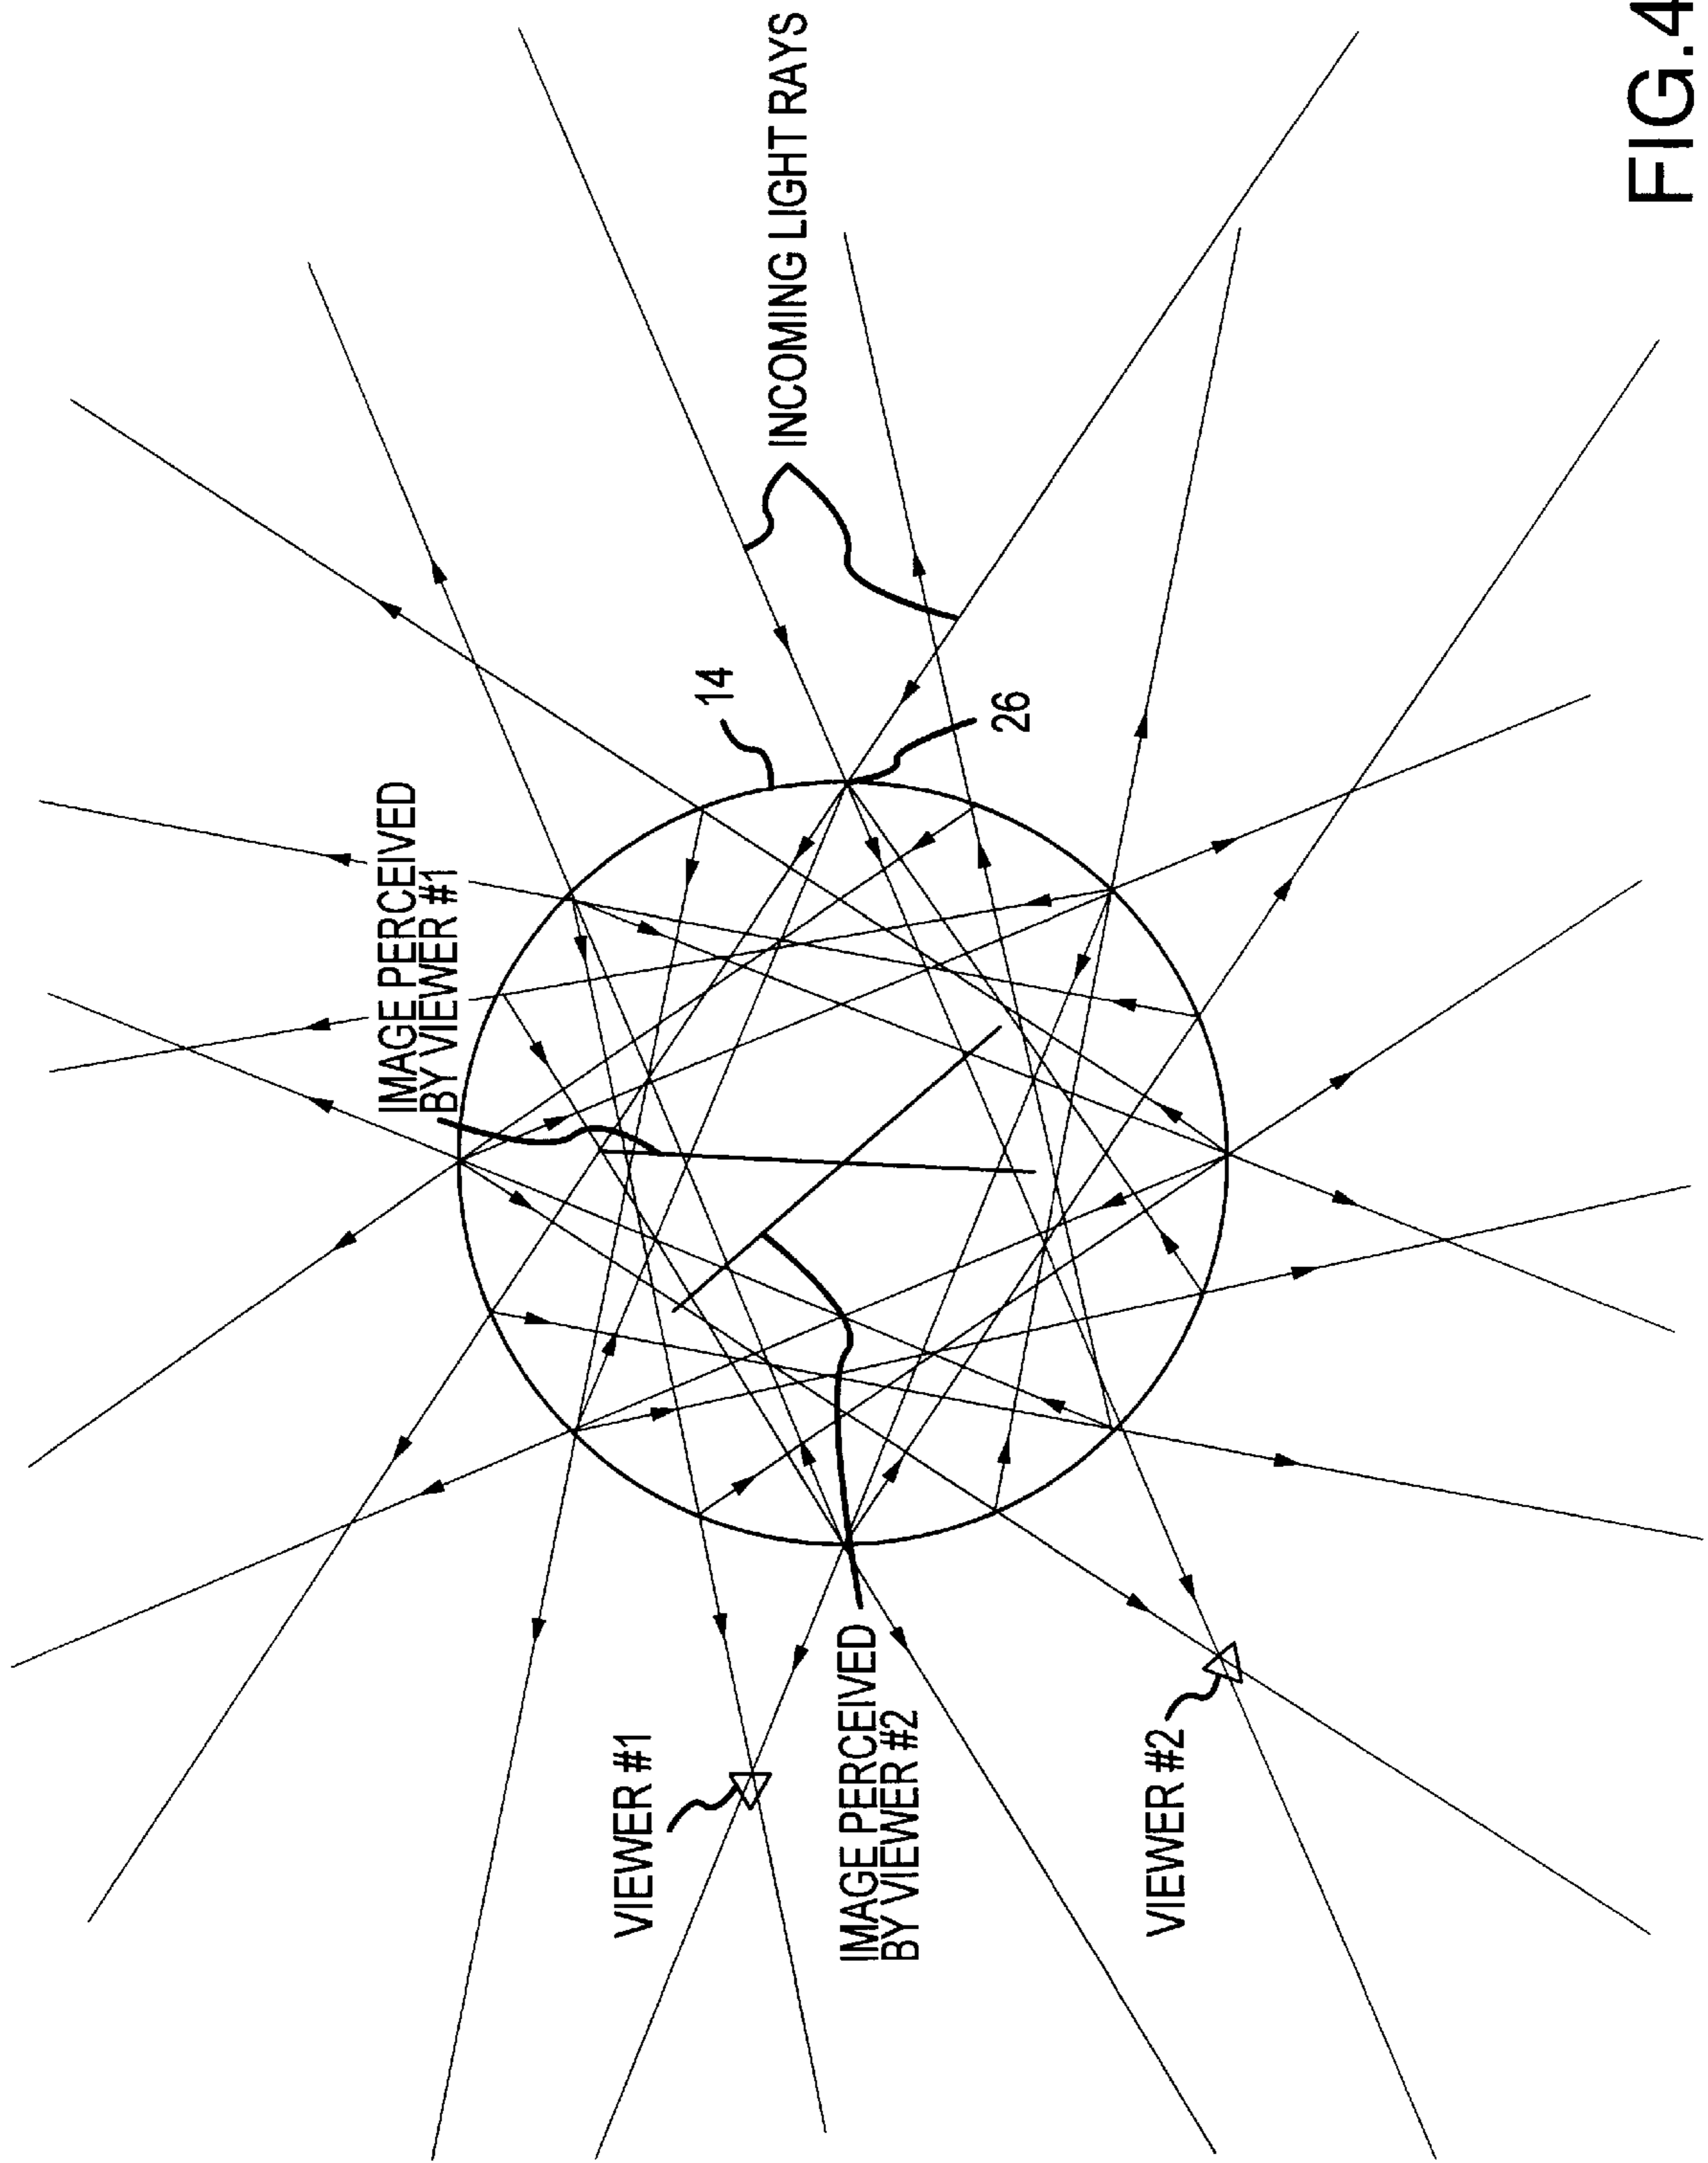 INCOMING LIGHT RAYS
14
26
IMAGE PERCEIVED
BY VIEWER #1
VIEWER #1
IMAGE PERCEIVED
BY VIEWER #2
VIEWER #2
FIG.4